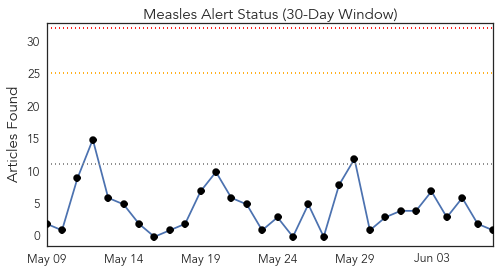 Measles Alert Status (30-Day Window)
Articles Found
30
25
20
15
10
5
0
May 09 May 14 May 19 May 24 May 29 Jun 03